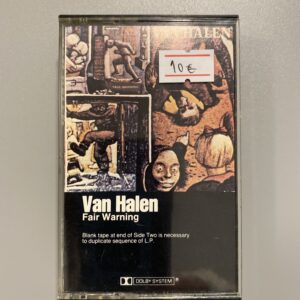 VAN HALEN
10€
Van Halen
Fair Warning
Blank tape at end of Side Two is necessary
to duplicate sequence of L.P.
DOLBY SYSTEM